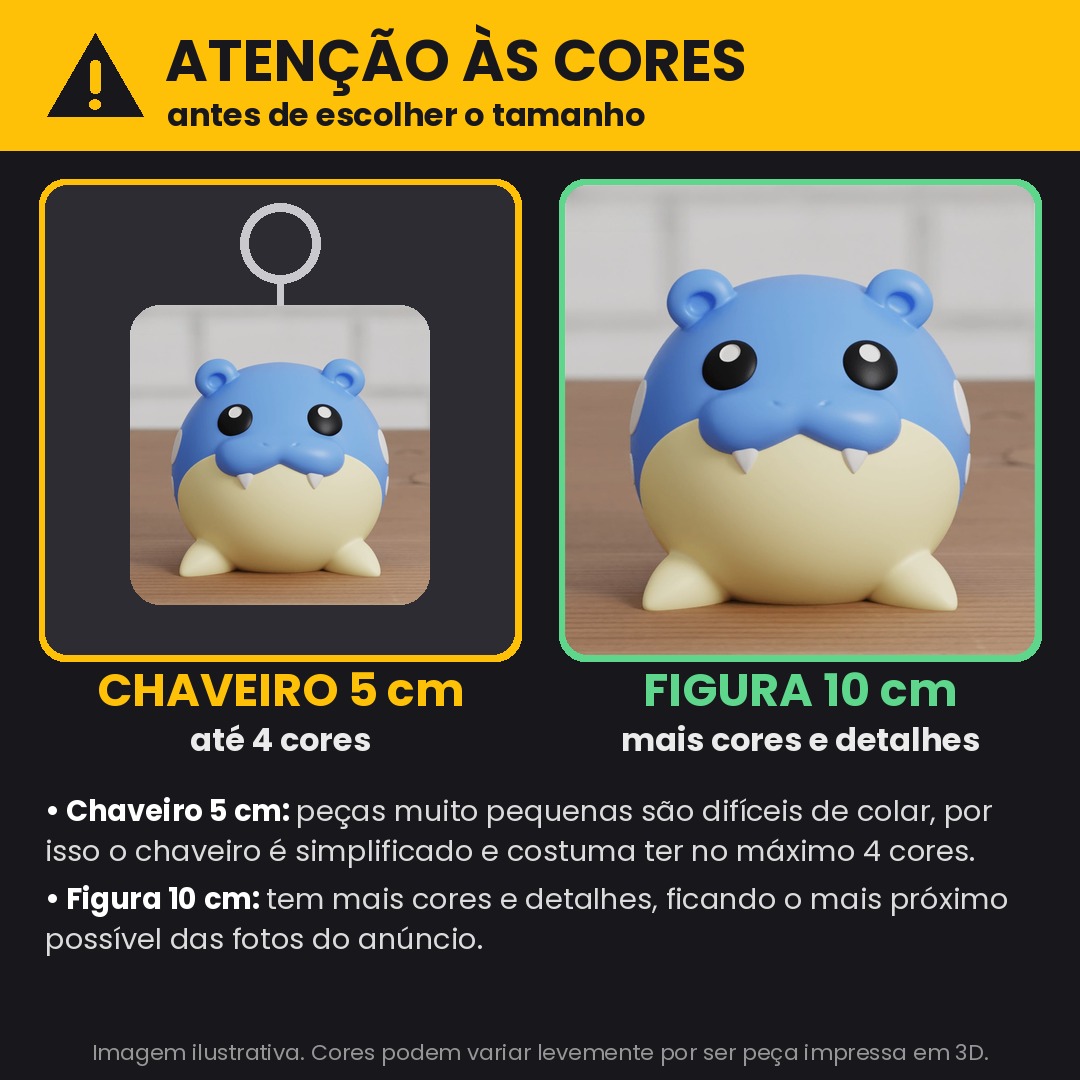 ATENÇÃO ÀS CORES
antes de escolher o tamanho
CHAVEIRO 5 cm
até 4 cores
FIGURA 10 cm
mais cores e detalhes
• Chaveiro 5 cm: peças muito pequenas são difíceis de colar, por
isso o chaveiro é simplificado e costuma ter no máximo 4 cores.
• Figura 10 cm: tem mais cores e detalhes, ficando o mais próximo
possível das fotos do anúncio.
Imagem ilustrativa. Cores podem variar levemente por ser peça impressa em 3D.